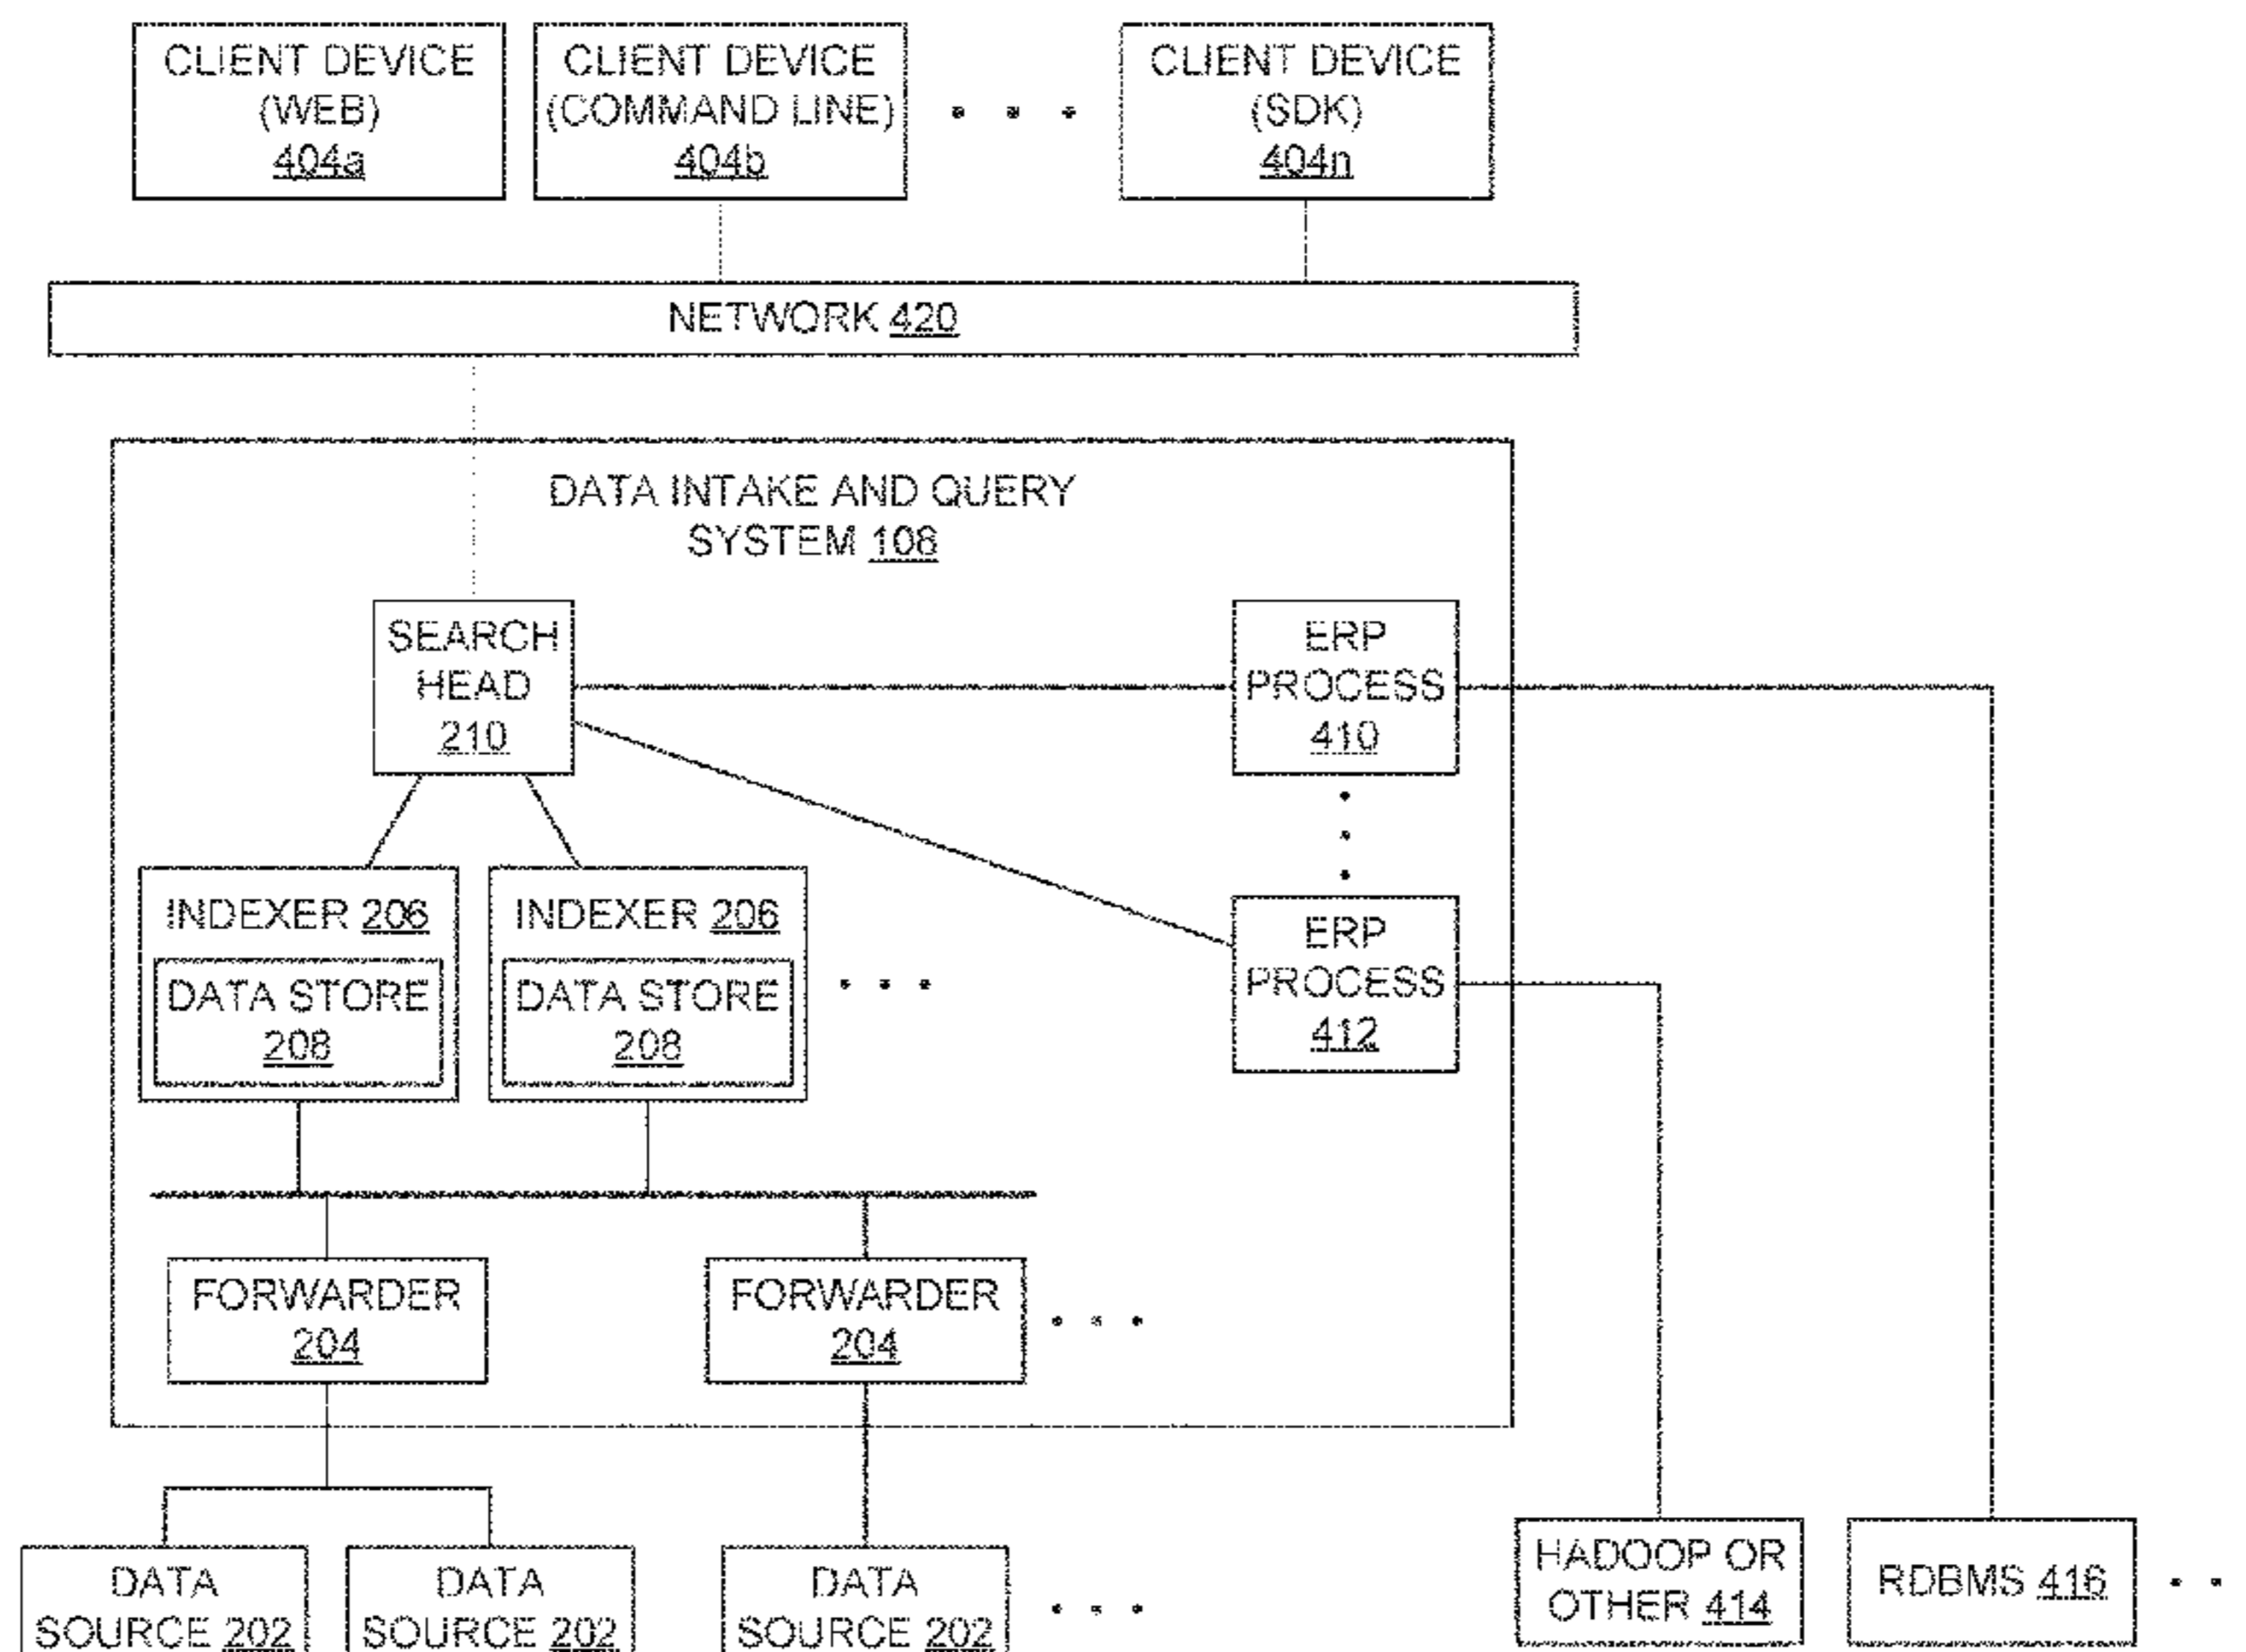 CLIENT DEVICE
(WEB)
404a
CLIENT DEVICE
(COMMAND LINE)
404b
CLIENT DEVICE
(SDK)
404n
NETWORK 420
DATA INTAKE AND QUERY
SYSTEM 108
SEARCH
HEAD
210
ERP
PROCESS
410
INDEXER 206
DATA STORE
208
INDEXER 206
DATA STORE
208
ERP
PROCESS
412
FORWARDER
204
FORWARDER
204
DATA
SOURCE 202
DATA
SOURCE 202
DATA
SOURCE 202
HADOOP OR
OTHER 414
RDBMS 416